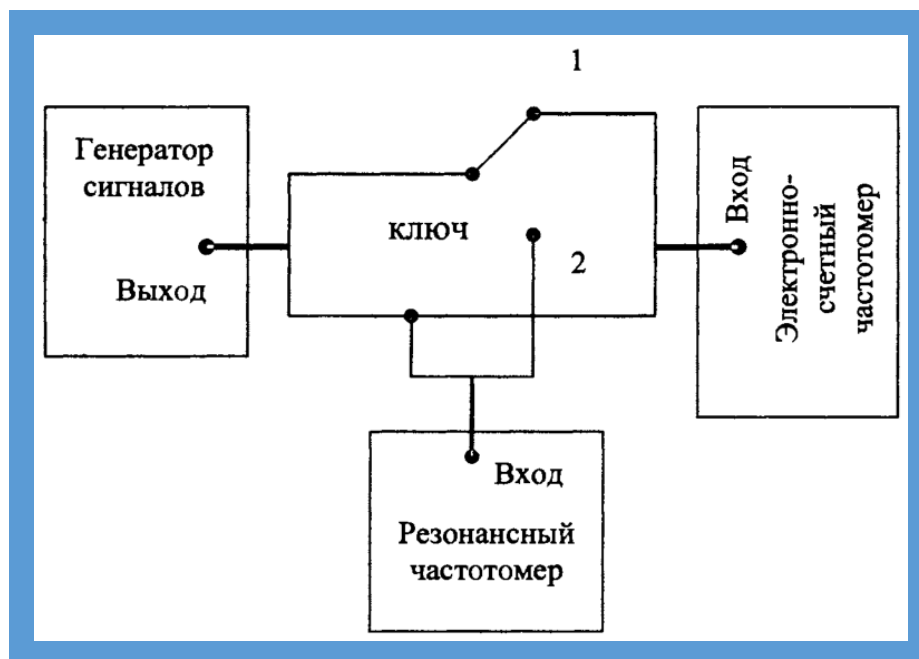 1
Генератор
сигналов
Выход
ключ
2
Вход
Электронно-
счетный
частотомер
Вход
Резонансный
частотомер